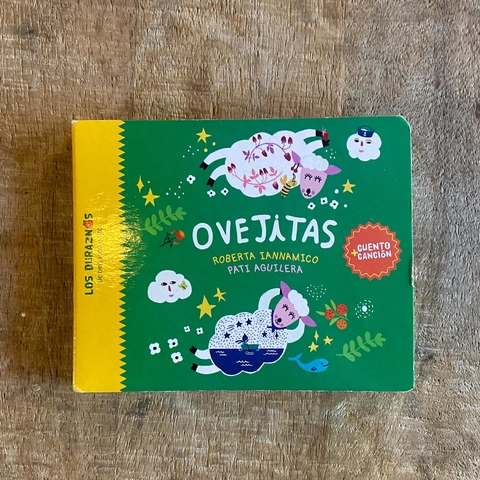 LOS DURAZNOS
OVEJITAS
ROBERTA IANNAMICO
PATI AGUILERA
CUENTO
+ CANCIÓN